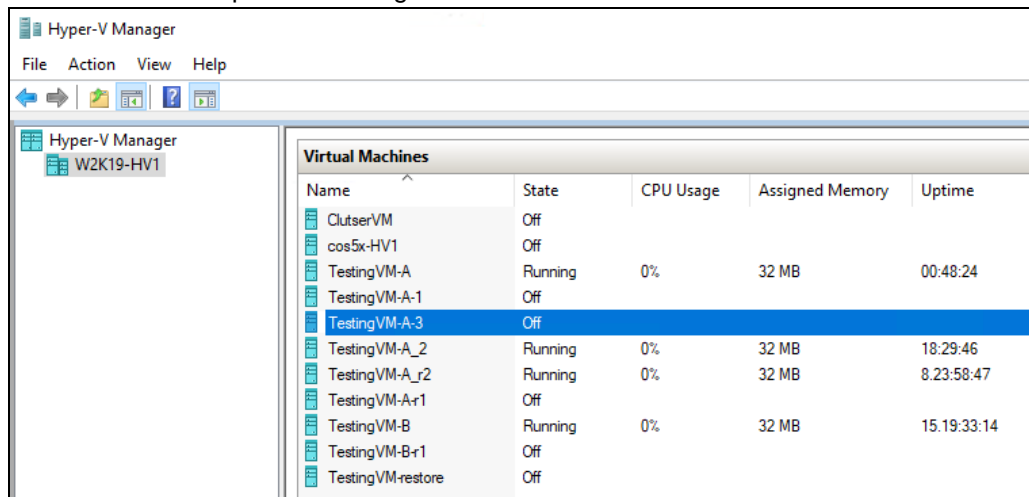 Hyper-V Manager
File Action View Help
Hyper-V Manager
W2K19-HV1
Virtual Machines
Name State CPU Usage Assigned Memory Uptime
ClutserVM Off
cos5x-HV1 Off
TestingVM-A Running 0% 32 MB 00:48:24
TestingVM-A-1 Off
TestingVM-A-3 Off
TestingVM-A_2 Running 0% 32 MB 18:29:46
TestingVM-A_r2 Running 0% 32 MB 8.23:58:47
TestingVM-A-r1 Off
TestingVM-B Running 0% 32 MB 15.19:33:14
TestingVM-B-r1 Off
TestingVM-restore Off